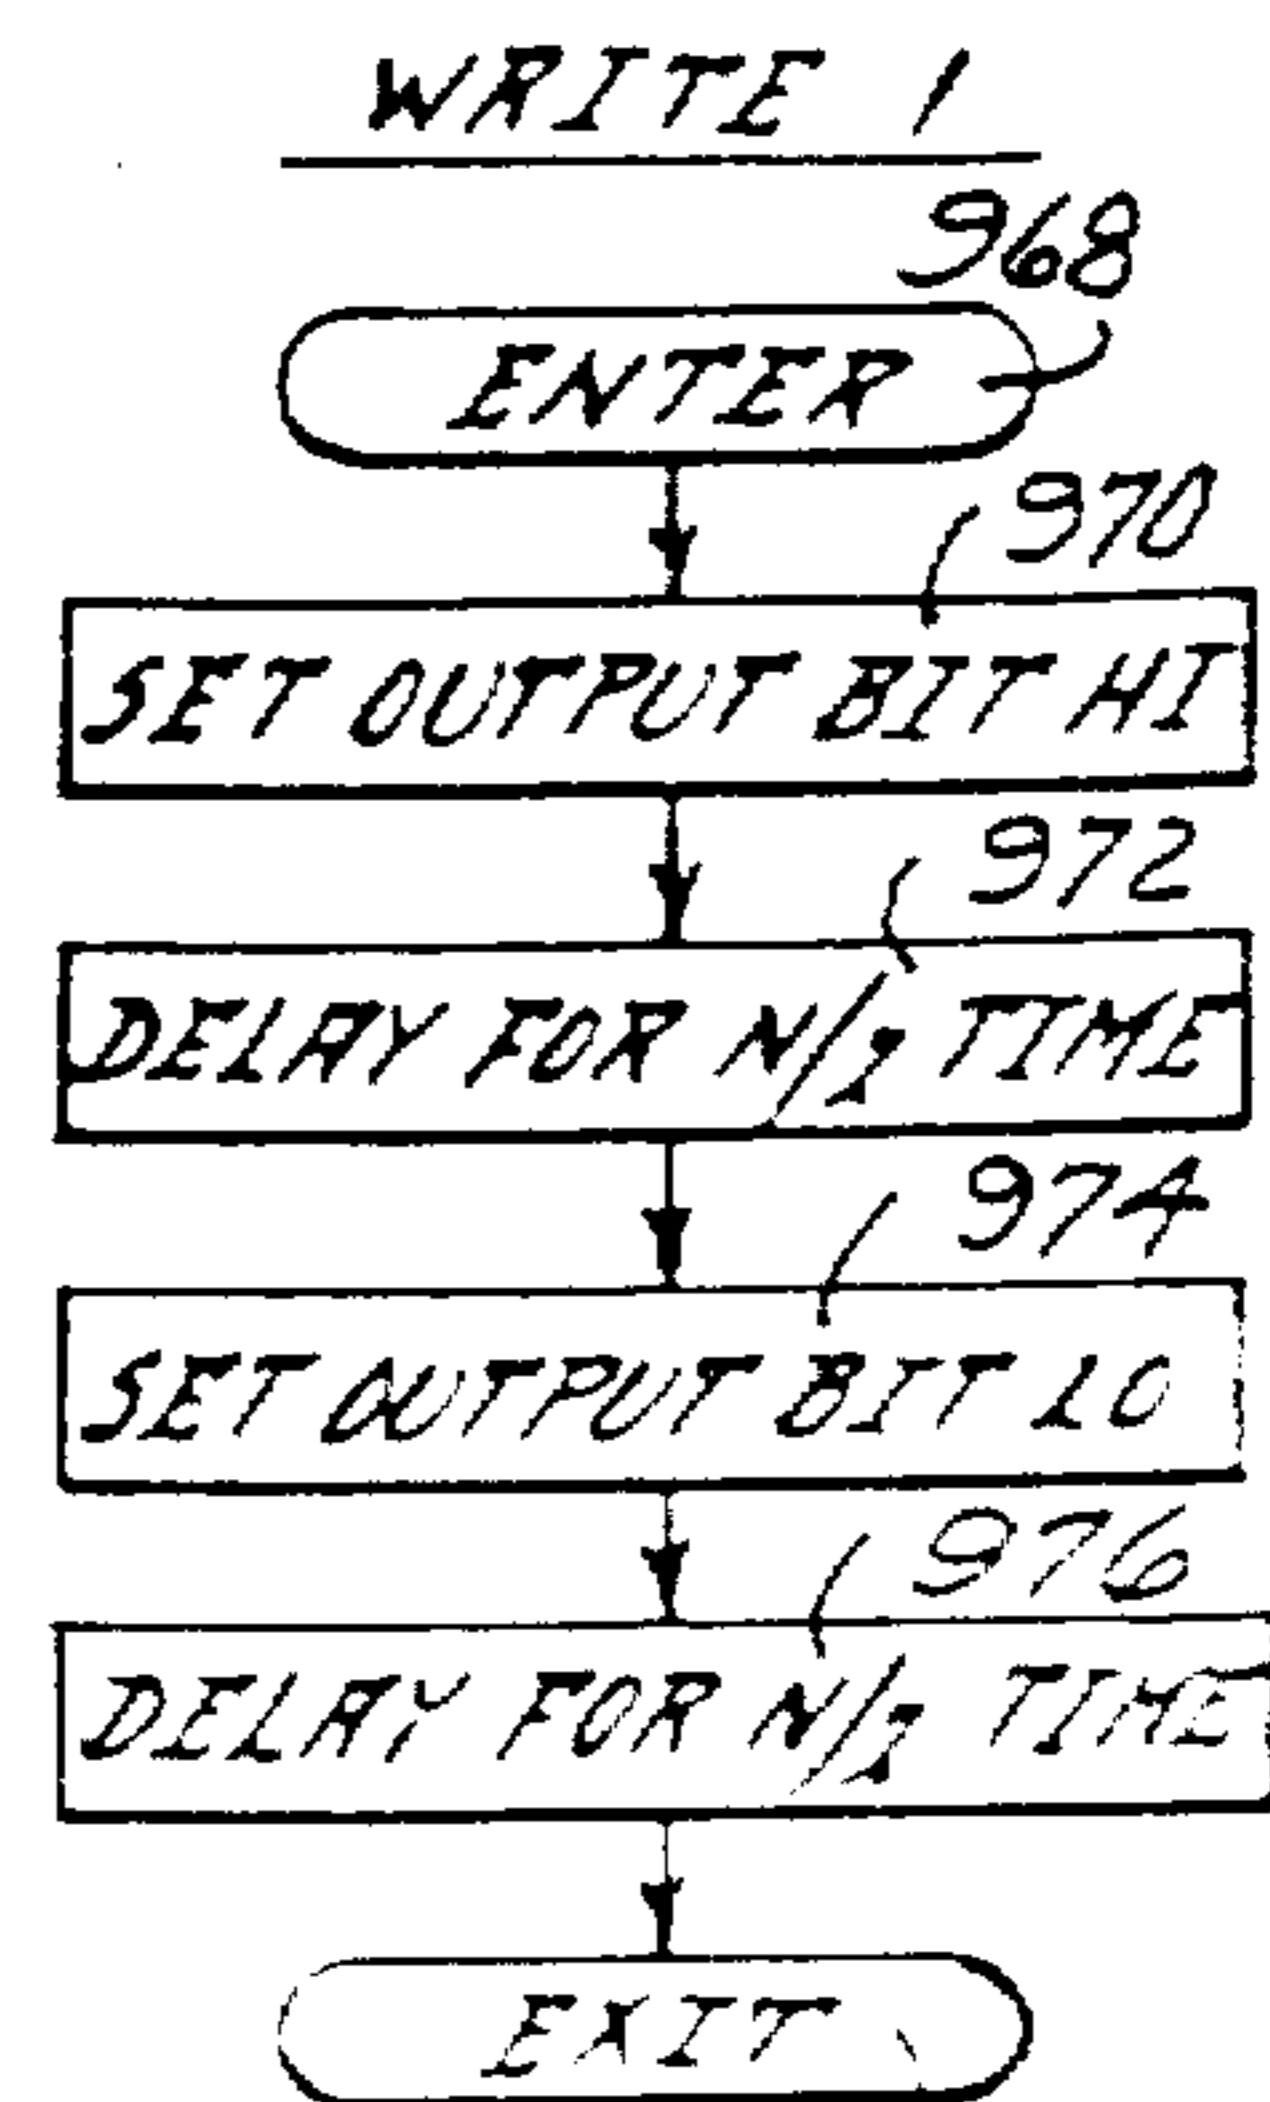 WRITE 1
968
ENTER
970
SET OUTPUT BIT HI
972
DELAY FOR N/2 TIME
974
SET OUTPUT BIT LO
976
DELAY FOR N/2 TIME
EXIT